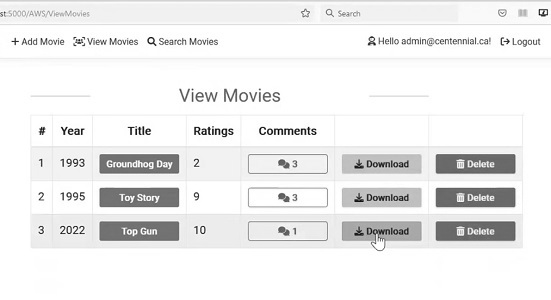 st:5000/AWS/ViewMovies
Search
Add Movie View Movies Search Movies Hello admin@centennial.ca! Logout
View Movies
# Year Title Ratings Comments
1 1993 Groundhog Day 2 3 Download Delete
2 1995 Toy Story 9 3 Download Delete
3 2022 Top Gun 10 1 Download Delete